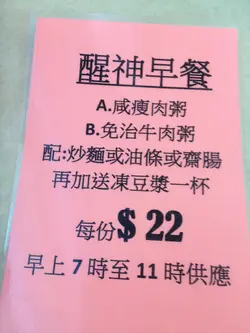 醒神早餐
A.咸瘦肉粥
B.免治牛肉粥
配:炒麵或油條或齋腸
再加送凍豆漿一杯
每份$ 22
早上 7 時至 11 時供應